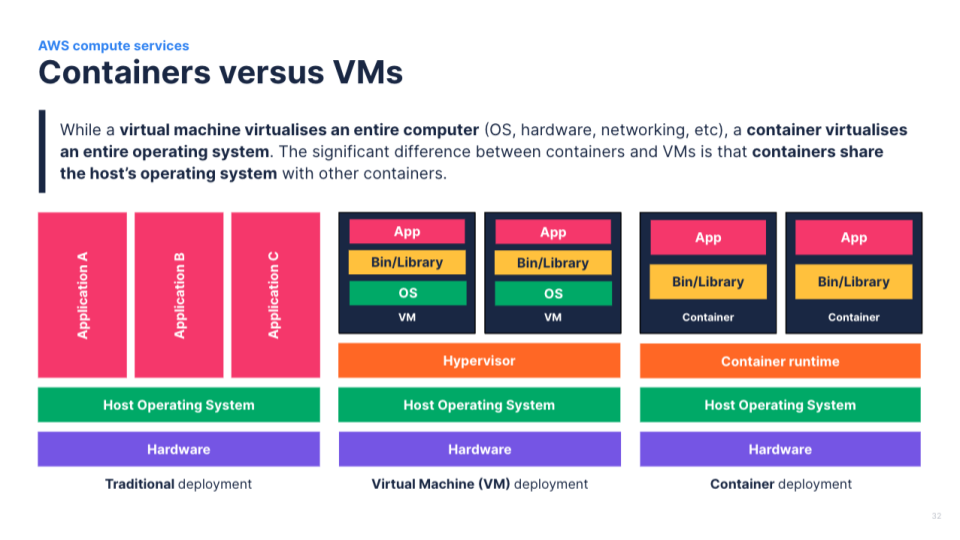 AWS compute services
Containers versus VMs
While a virtual machine virtualises an entire computer (OS, hardware, networking, etc), a container virtualises
an entire operating system. The significant difference between containers and VMs is that containers share
the host's operating system with other containers.
Application A
Application B
Application C
Host Operating System
Hardware
Traditional deployment
App
Bin/Library
OS
VM
App
Bin/Library
OS
VM
Hypervisor
Host Operating System
Hardware
Virtual Machine (VM) deployment
App
Bin/Library
Container
App
Bin/Library
Container
Container runtime
Host Operating System
Hardware
Container deployment
32